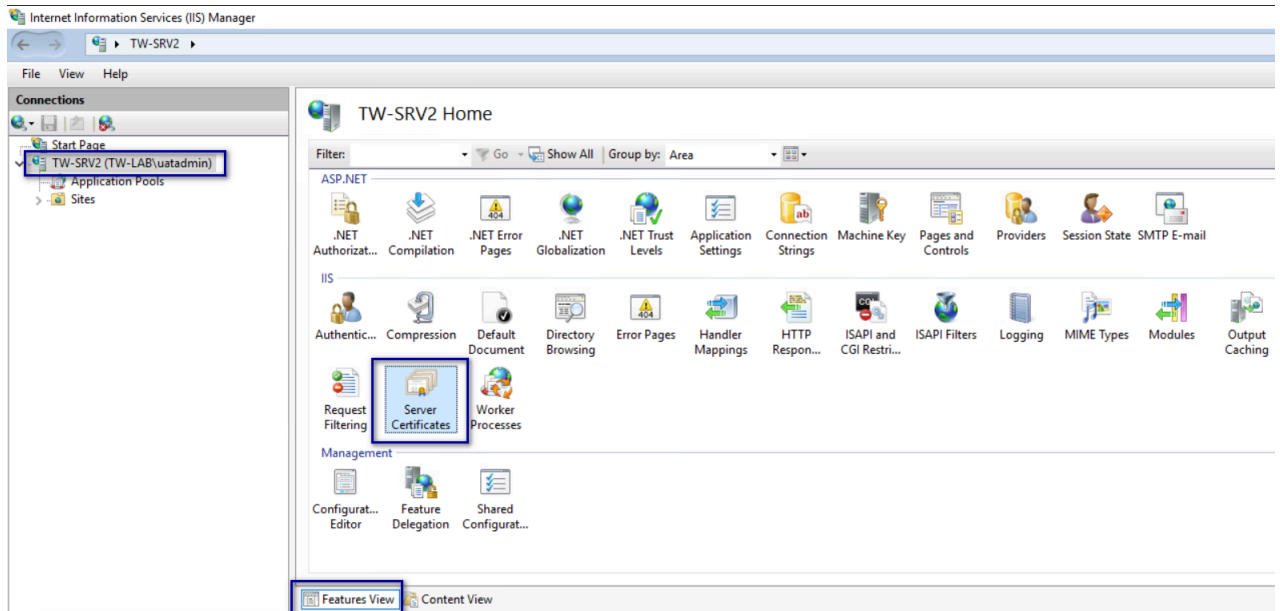 Internet Information Services (IIS) Manager
TW-SRV2
File View Help
Connections
Start Page
TW-SRV2 (TW-LAB\uatadmin)
Application Pools
Sites
TW-SRV2 Home
Filter: Go Show All Group by: Area
ASP.NET
.NET Authorizat...
.NET Compilation
.NET Error Pages
.NET Globalization
.NET Trust Levels
Application Settings
Connection Strings
Machine Key
Pages and Controls
Providers
Session State
SMTP E-mail
IIS
Authentic...
Compression
Default Document
Directory Browsing
Error Pages
Handler Mappings
HTTP Respon...
ISAPI and CGI Restri...
ISAPI Filters
Logging
MIME Types
Modules
Output Caching
Request Filtering
Server Certificates
Worker Processes
Management
Configurat... Editor
Feature Delegation
Shared Configurat...
Features View
Content View